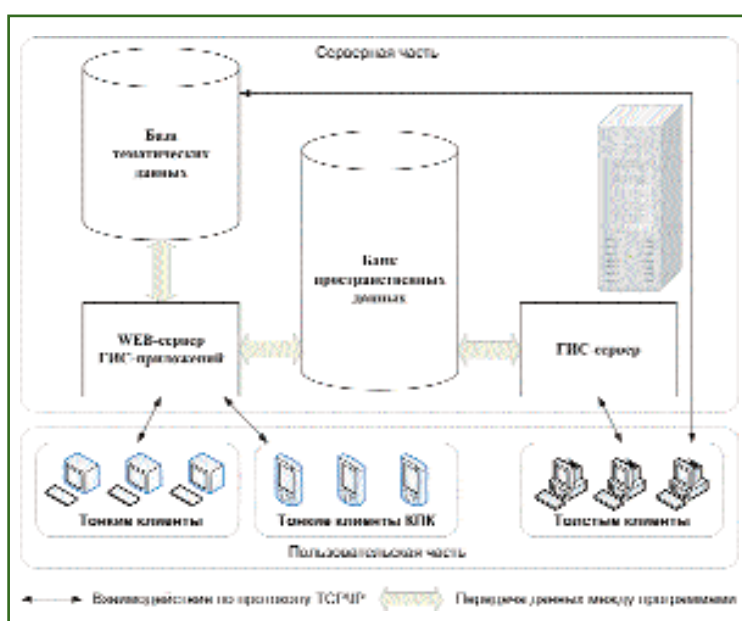 Серверная часть
База
тематических
данных
Банк
пространственных
данных
WEB-сервер
ГИС-приложений
ГИС-сервер
Тонкие клиенты
Тонкие клиенты КПК
Толстые клиенты
Пользовательская часть
Взаимодействие по протоколу TCP/IP
Передача данных между программами